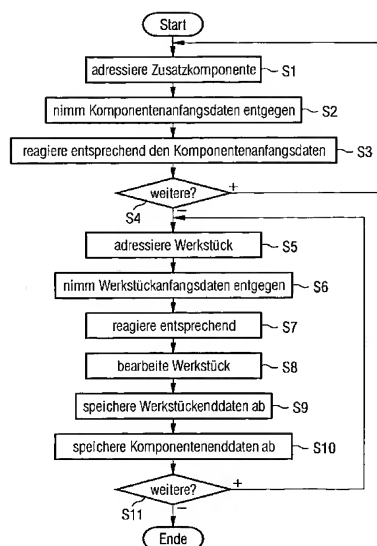 Start
adressiere Zusatzkomponente S1
nimm Komponentenanfangsdaten entgegen S2
reagiere entsprechend den Komponentenanfangsdaten S3
weitere? +
S4 –
adressiere Werkstück S5
nimm Werkstückanfangsdaten entgegen S6
reagiere entsprechend S7
bearbeite Werkstück S8
speichere Werkstückenddaten ab S9
speichere Komponentenenddaten ab S10
weitere? +
S11 –
Ende